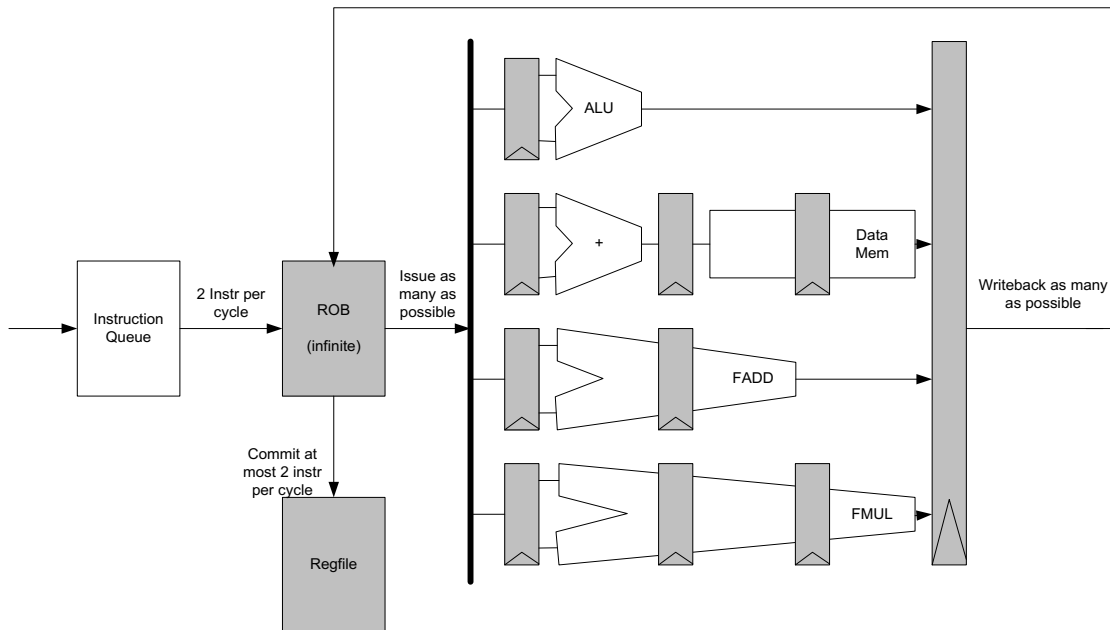 Instruction
Queue
2 Instr per
cycle
ROB
(infinite)
Issue as
many as
possible
Commit at
most 2 instr
per cycle
Regfile
ALU
+
Data
Mem
FADD
FMUL
Writeback as many
as possible